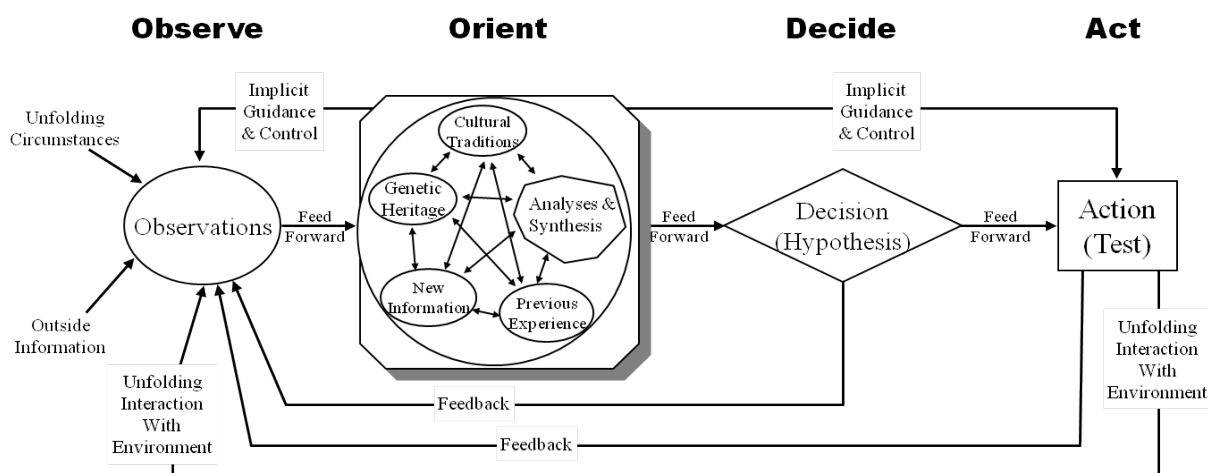 Observe
Orient
Decide
Act
Implicit
Guidance
& Control
Implicit
Guidance
& Control
Unfolding
Circumstances
Cultural
Traditions
Genetic
Heritage
Analyses &
Synthesis
New
Information
Previous
Experience
Observations
Feed
Forward
Feed
Forward
Decision
(Hypothesis)
Feed
Forward
Action
(Test)
Outside
Information
Unfolding
Interaction
With
Environment
Unfolding
Interaction
With
Environment
Feedback
Feedback